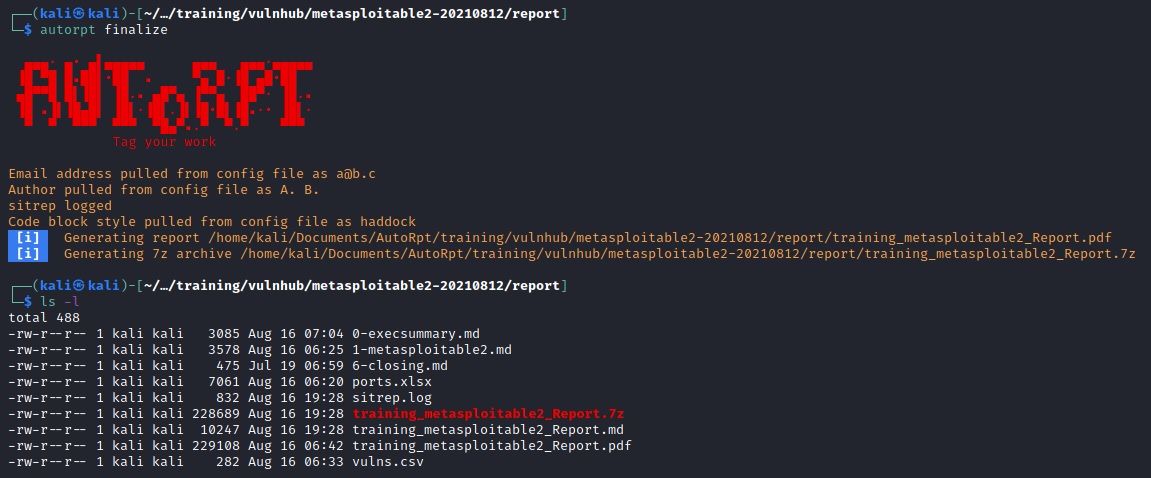 (kali㉿kali)-[~/…/training/vulnhub/metasploitable2-20210812/report]
$ autorpt finalize
AutoRPT
Tag your work
Email address pulled from config file as a@b.c
Author pulled from config file as A. B.
sitrep logged
Code block style pulled from config file as haddock
[i] Generating report /home/kali/Documents/AutoRpt/training/vulnhub/metasploitable2-20210812/report/training_metasploitable2_Report.pdf
[i] Generating 7z archive /home/kali/Documents/AutoRpt/training/vulnhub/metasploitable2-20210812/report/training_metasploitable2_Report.7z
(kali㉿kali)-[~/…/training/vulnhub/metasploitable2-20210812/report]
$ ls -l
total 488
-rw-r--r-- 1 kali kali 3085 Aug 16 07:04 0-execsummary.md
-rw-r--r-- 1 kali kali 3578 Aug 16 06:25 1-metasploitable2.md
-rw-r--r-- 1 kali kali 475 Jul 19 06:59 6-closing.md
-rw-r--r-- 1 kali kali 7061 Aug 16 06:20 ports.xlsx
-rw-r--r-- 1 kali kali 832 Aug 16 19:28 sitrep.log
-rw-r--r-- 1 kali kali 228689 Aug 16 19:28 training_metasploitable2_Report.7z
-rw-r--r-- 1 kali kali 10247 Aug 16 19:28 training_metasploitable2_Report.md
-rw-r--r-- 1 kali kali 229108 Aug 16 06:42 training_metasploitable2_Report.pdf
-rw-r--r-- 1 kali kali 282 Aug 16 06:33 vulns.csv